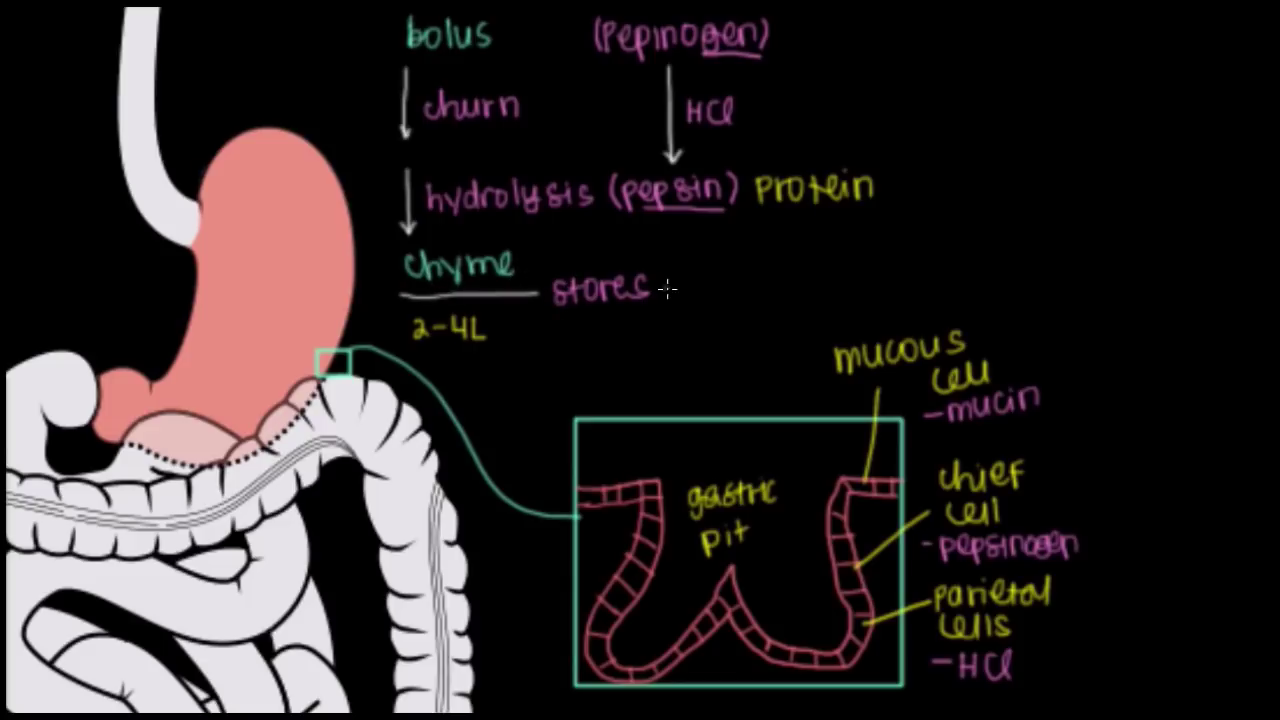 bolus (Pepinogen)
churn HCl
hydrolysis (pepsin) protein
chyme
stores
2-4L
mucous
cell
-mucin
gastric
pit
chief
cell
-pepsinogen
parietal
cells
-HCl